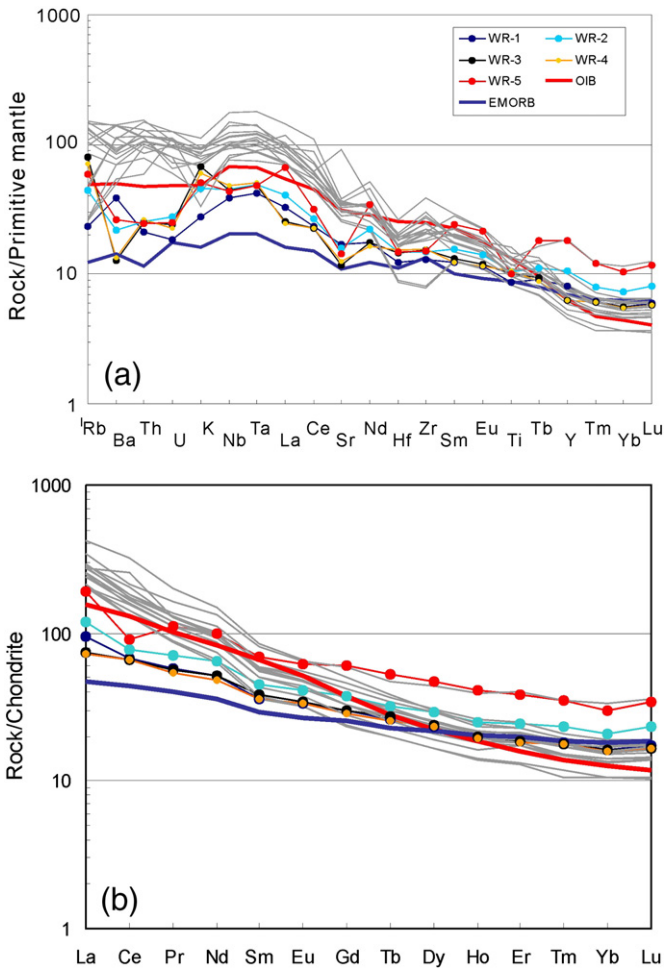 1000
100
10
1
Rock/Primitive mantle
WR-1 WR-2
WR-3 WR-4
WR-5 OIB
EMORB
(a)
Rb Ba Th U K Nb Ta La Ce Sr Nd Hf Zr Sm Eu Ti Tb Y Tm Yb Lu
1000
100
10
1
Rock/Chondrite
(b)
La Ce Pr Nd Sm Eu Gd Tb Dy Ho Er Tm Yb Lu